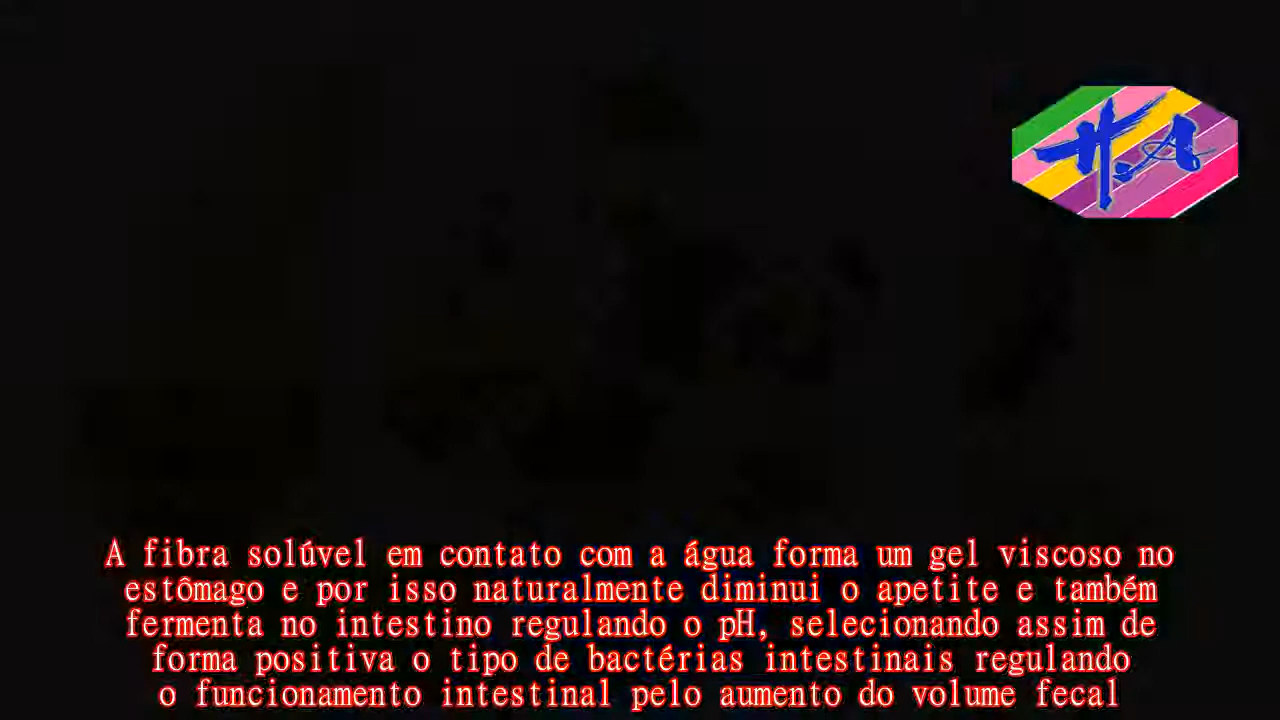 A fibra solúvel em contato com a água forma um gel viscoso no
estômago e por isso naturalmente diminui o apetite e também
fermenta no intestino regulando o pH, selecionando assim de
forma positiva o tipo de bactérias intestinais regulando
o funcionamento intestinal pelo aumento do volume fecal